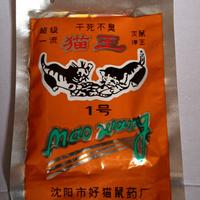 干死不臭
超级
一流
猫王
灭鼠
弹王
1号
mao wang
沈阳市好猫鼠药厂